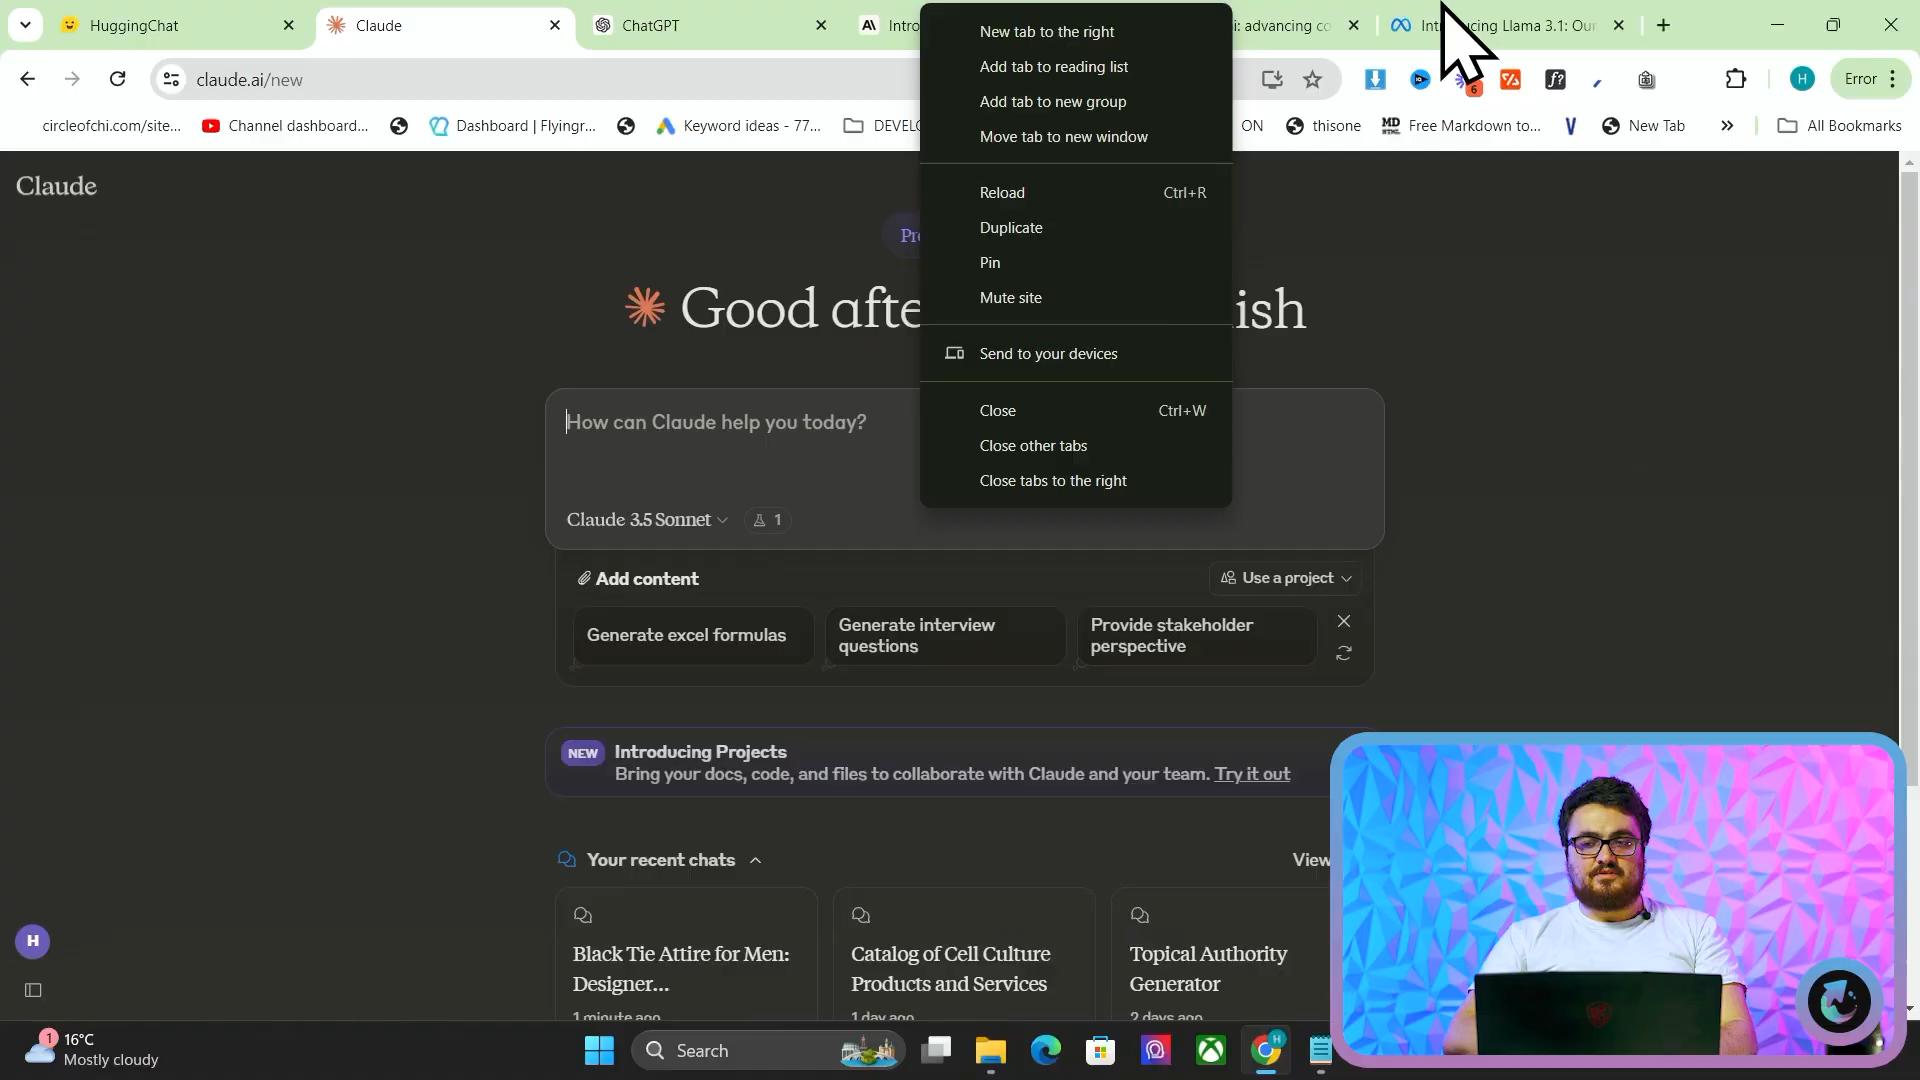 HuggingChat
Claude
ChatGPT
Intro
i: advancing co
Introducing Llama 3.1: Our
claude.ai/new
6
H
Error
circleofchi.com/site...
Channel dashboard...
Dashboard | Flyingr...
Keyword ideas - 77...
DEVELO
ON
thisone
Free Markdown to...
New Tab
All Bookmarks
New tab to the right
Add tab to reading list
Add tab to new group
Move tab to new window
Reload Ctrl+R
Duplicate
Pin
Mute site
Send to your devices
Close Ctrl+W
Close other tabs
Close tabs to the right
Claude
Good afte
ish
How can Claude help you today?
Claude 3.5 Sonnet
1
Add content
Use a project
Generate excel formulas
Generate interview
questions
Provide stakeholder
perspective
NEW
Introducing Projects
Bring your docs, code, and files to collaborate with Claude and your team. Try it out
Your recent chats
View
Black Tie Attire for Men:
Designer...
1 minute ago
Catalog of Cell Culture
Products and Services
1 day ago
Topical Authority
Generator
2 days ago
H
1
16°C
Mostly cloudy
Search